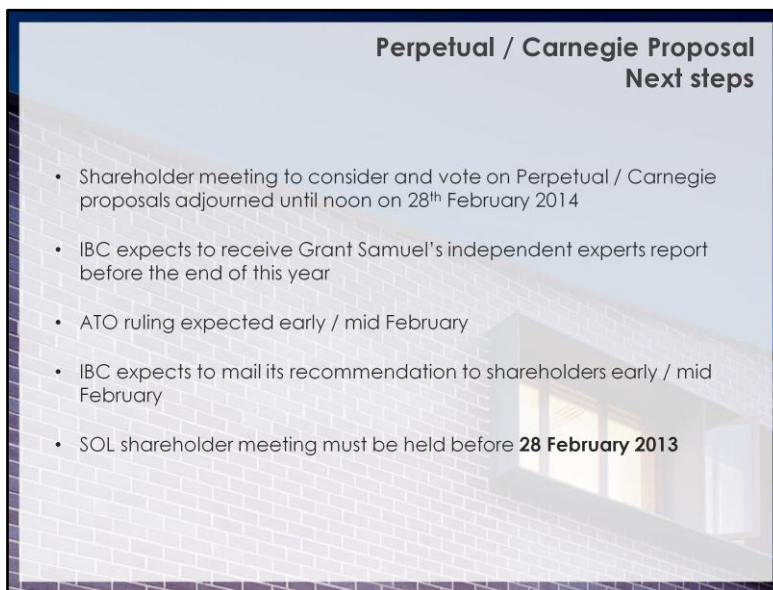 Perpetual / Carnegie Proposal
Next steps
• Shareholder meeting to consider and vote on Perpetual / Carnegie
proposals adjourned until noon on 28th February 2014
• IBC expects to receive Grant Samuel's independent experts report
before the end of this year
• ATO ruling expected early / mid February
• IBC expects to mail its recommendation to shareholders early / mid
February
• SOL shareholder meeting must be held before 28 February 2013